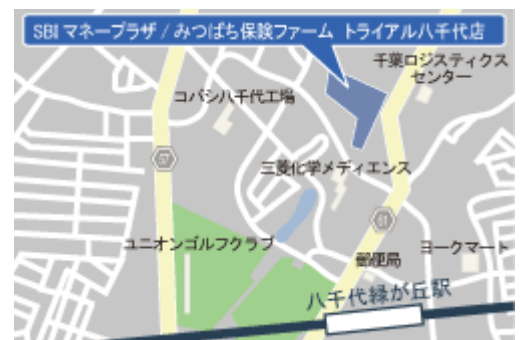 SBI マネープラザ / みつばち保険ファーム トライアル八千代店
千葉ロジスティクス
センター
コバシ八千代工場
57
三菱化学メディエンス
61
ユニオンゴルフクラブ
ヨークマート
郵便局
八千代緑が丘駅